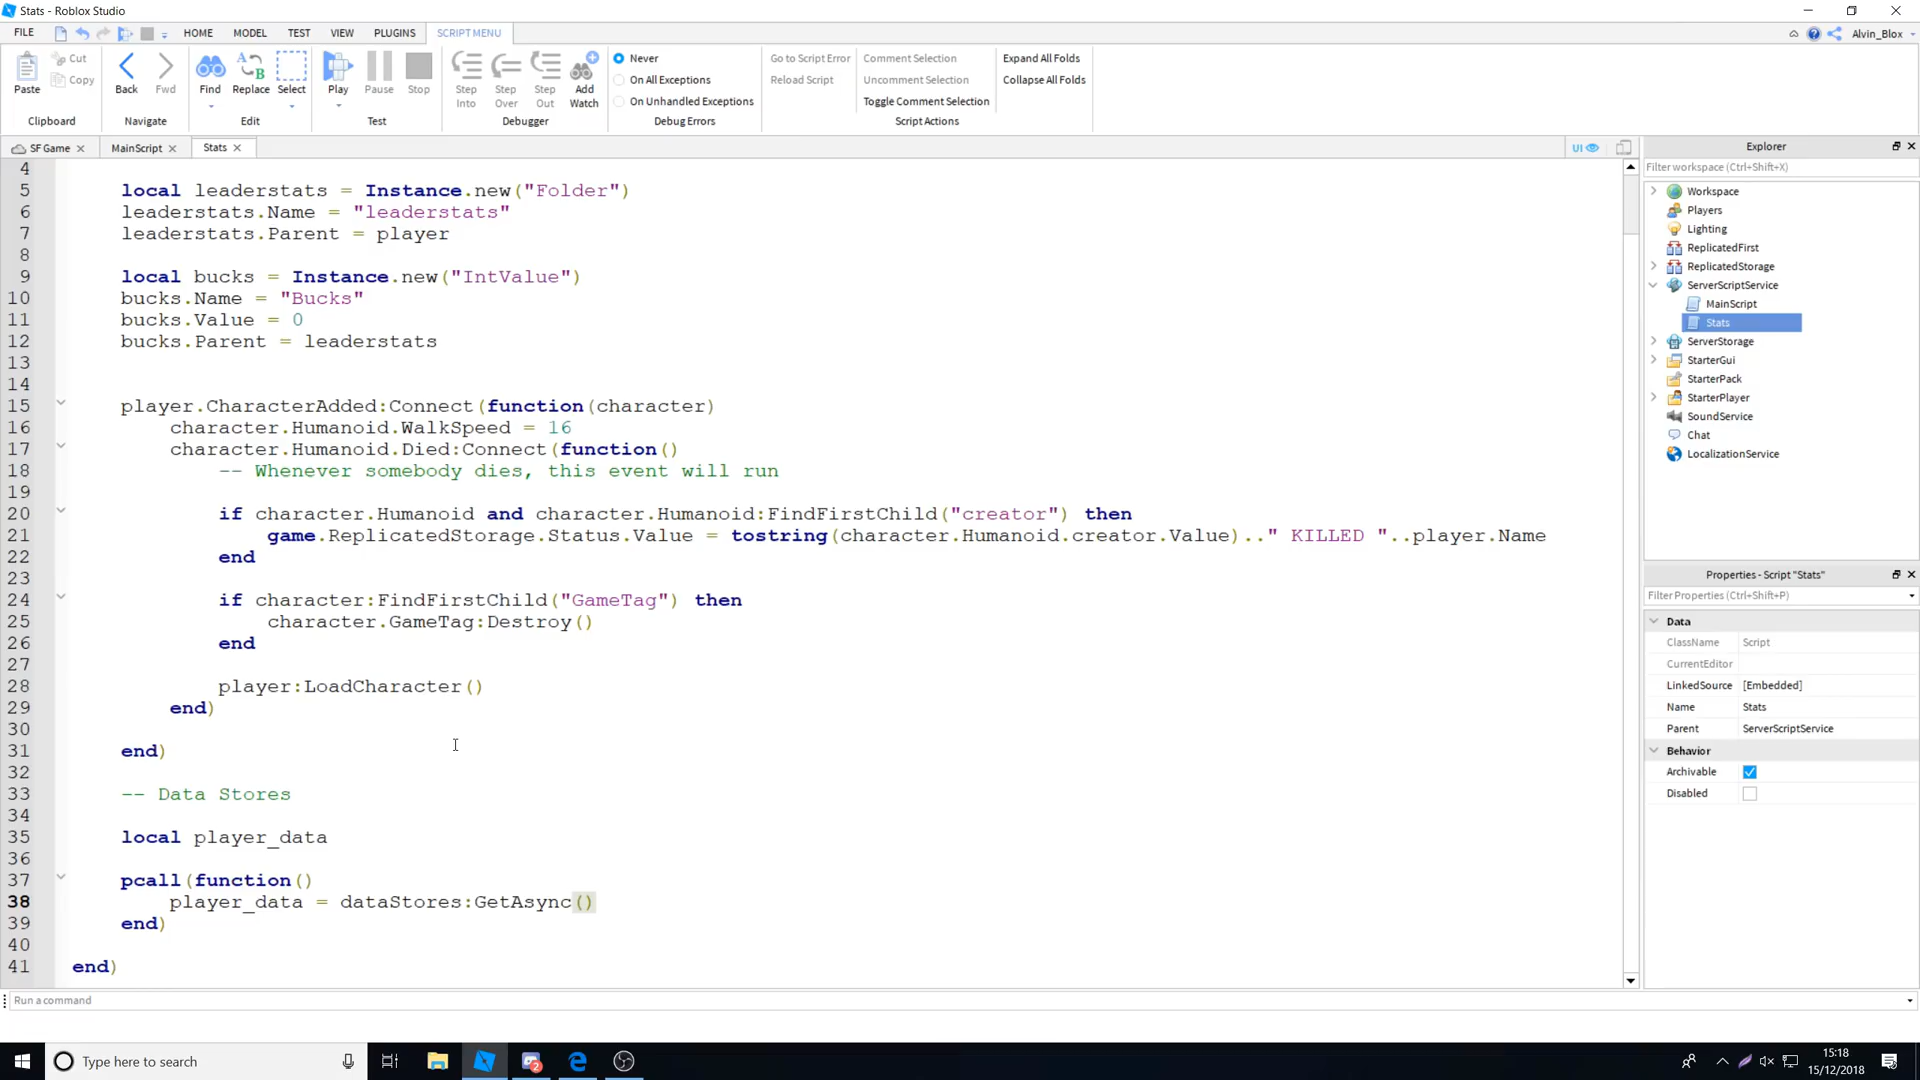 Stats - Roblox Studio
FILE HOME MODEL TEST VIEW PLUGINS SCRIPT MENU Alvin_Blox
Paste Cut Copy Back Fwd Find Replace Select Play Pause Stop Step Into Step Over Step Out Add Watch
Never
On All Exceptions
On Unhandled Exceptions
Go to Script Error
Reload Script
Comment Selection
Uncomment Selection
Toggle Comment Selection
Expand All Folds
Collapse All Folds
Clipboard Navigate Edit Test Debugger Debug Errors Script Actions
SF Game MainScript Stats UI
4
5 local leaderstats = Instance.new("Folder")
6 leaderstats.Name = "leaderstats"
7 leaderstats.Parent = player
8
9 local bucks = Instance.new("IntValue")
10 bucks.Name = "Bucks"
11 bucks.Value = 0
12 bucks.Parent = leaderstats
13
14
15 player.CharacterAdded:Connect(function(character)
16 character.Humanoid.WalkSpeed = 16
17 character.Humanoid.Died:Connect(function()
18 -- Whenever somebody dies, this event will run
19
20 if character.Humanoid and character.Humanoid:FindFirstChild("creator") then
21 game.ReplicatedStorage.Status.Value = tostring(character.Humanoid.creator.Value).." KILLED "..player.Name
22 end
23
24 if character:FindFirstChild("GameTag") then
25 character.GameTag:Destroy()
26 end
27
28 player:LoadCharacter()
29 end)
30
31 end)
32
33 -- Data Stores
34
35 local player_data
36
37 pcall(function()
38 player_data = dataStores:GetAsync()
39 end)
40
41 end)
Run a command
Explorer
Filter workspace (Ctrl+Shift+X)
Workspace
Players
Lighting
ReplicatedFirst
ReplicatedStorage
ServerScriptService
MainScript
Stats
ServerStorage
StarterGui
StarterPack
StarterPlayer
SoundService
Chat
LocalizationService
Properties - Script "Stats"
Filter Properties (Ctrl+Shift+P)
Data
ClassName Script
CurrentEditor
LinkedSource [Embedded]
Name Stats
Parent ServerScriptService
Behavior
Archivable
Disabled
Type here to search
2
15:18
15/12/2018